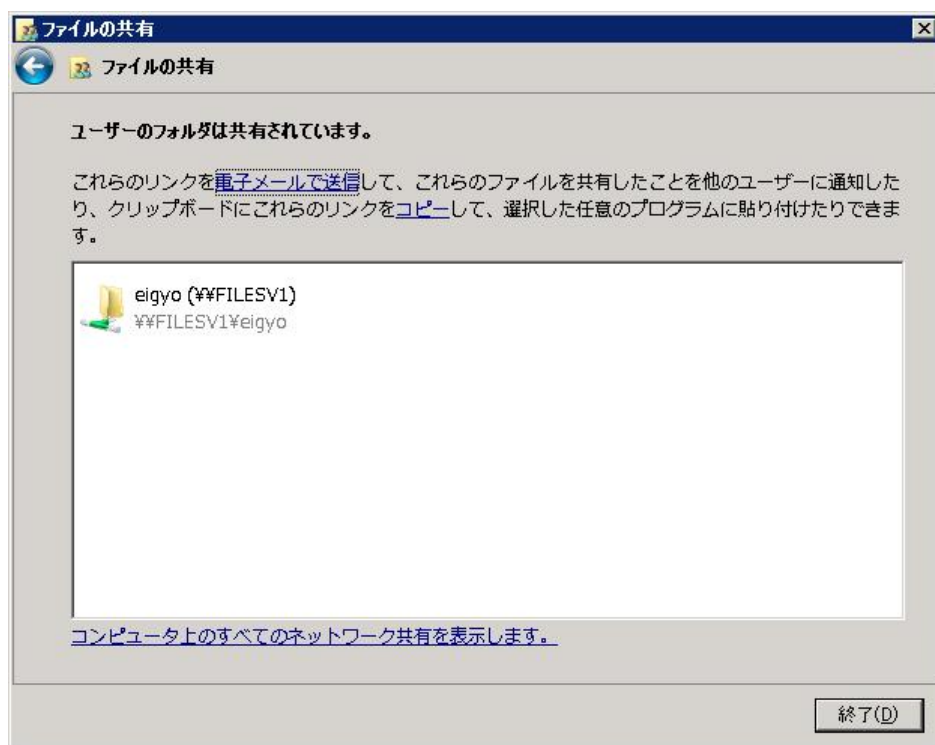 ファイルの共有
ファイルの共有
ユーザーのフォルダは共有されています。
これらのリンクを電子メールで送信して、これらのファイルを共有したことを他のユーザーに通知した
り、クリップボードにこれらのリンクをコピーして、選択した任意のプログラムに貼り付けたりできま
す。
eigyo (¥¥FILESV1)
¥¥FILESV1¥eigyo
コンピュータ上のすべてのネットワーク共有を表示します。
終了(D)